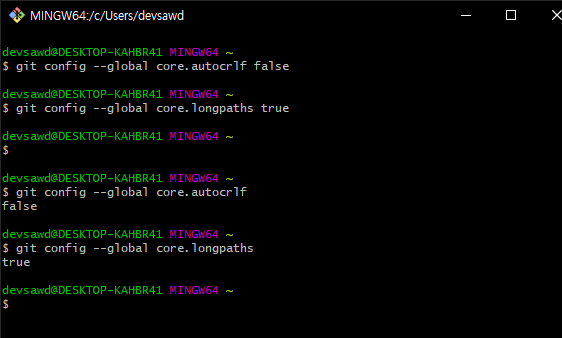 MINGW64:/c/Users/devsawd
devsawd@DESKTOP-KAHBR41 MINGW64 ~
$ git config --global core.autocrlf false
devsawd@DESKTOP-KAHBR41 MINGW64 ~
$ git config --global core.longpaths true
devsawd@DESKTOP-KAHBR41 MINGW64 ~
$
devsawd@DESKTOP-KAHBR41 MINGW64 ~
$ git config --global core.autocrlf
false
devsawd@DESKTOP-KAHBR41 MINGW64 ~
$ git config --global core.longpaths
true
devsawd@DESKTOP-KAHBR41 MINGW64 ~
$